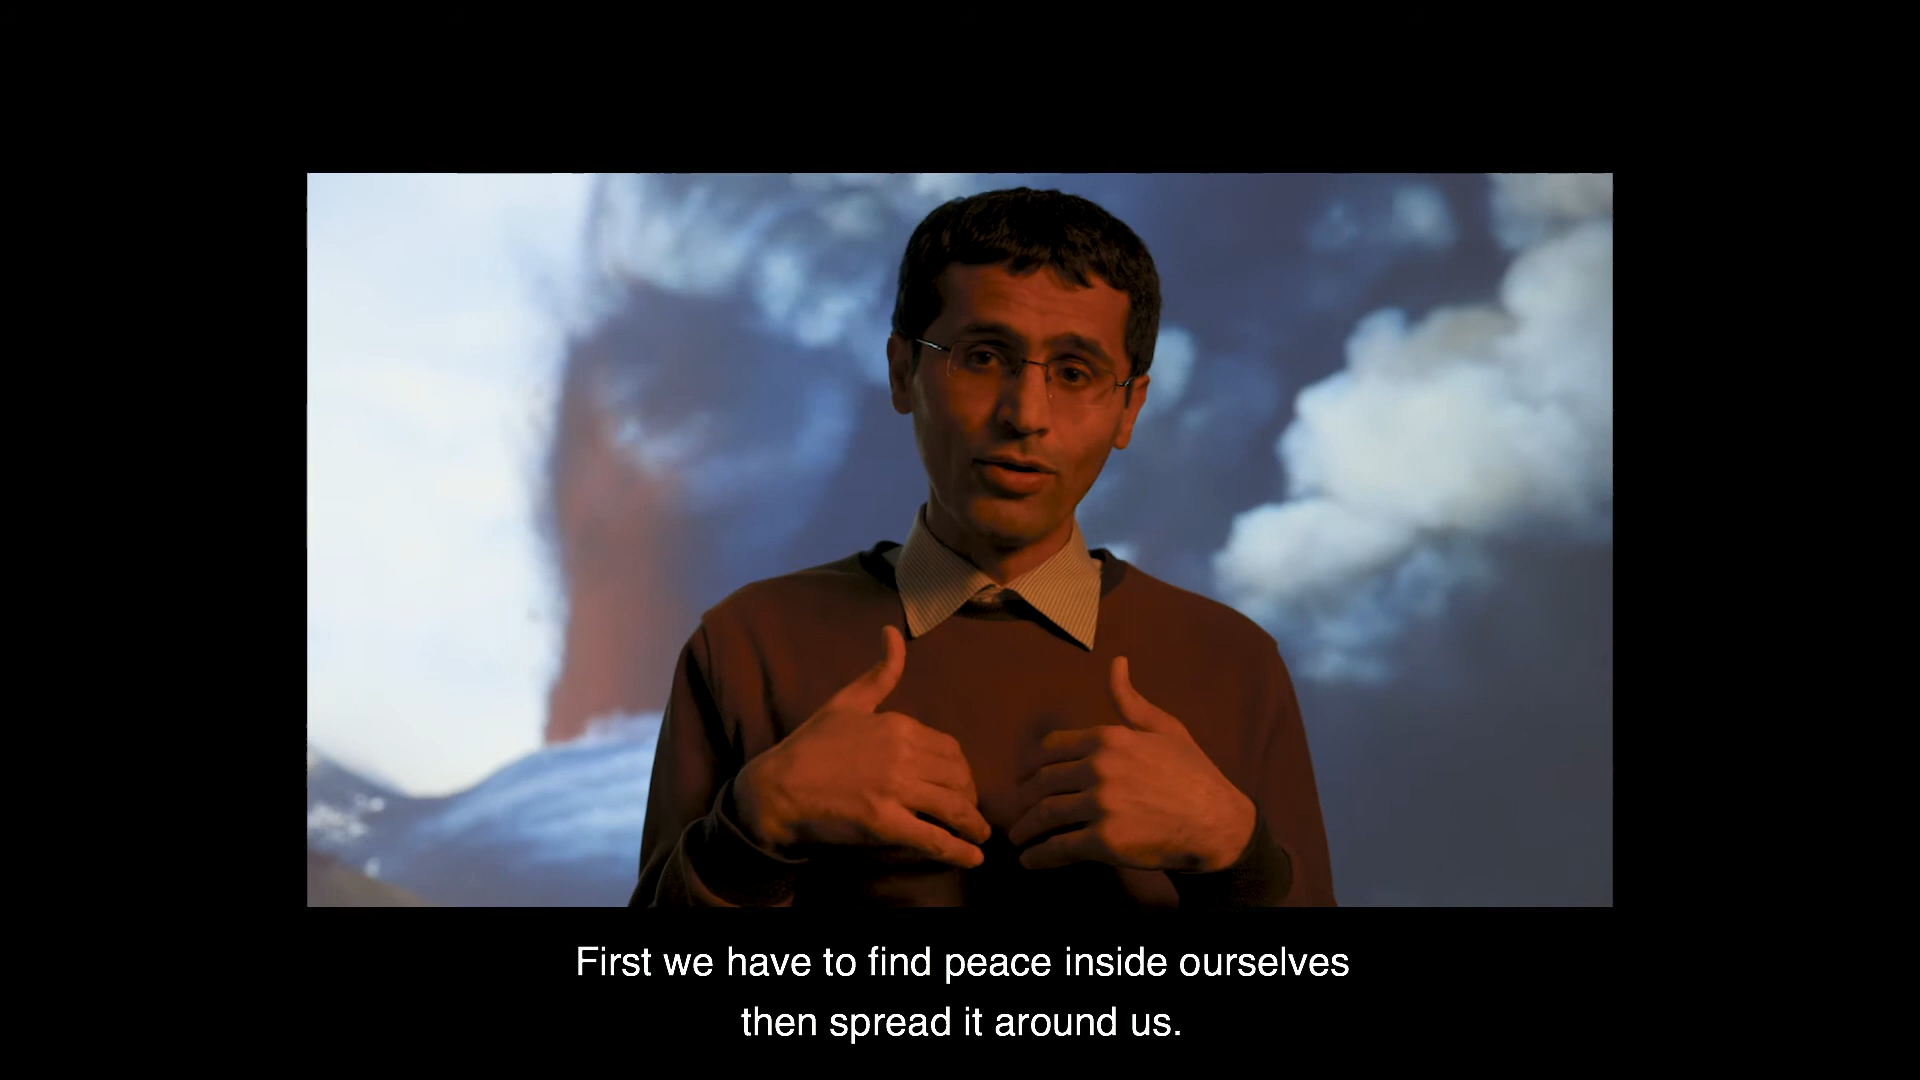 First we have to find peace inside ourselves
then spread it around us.